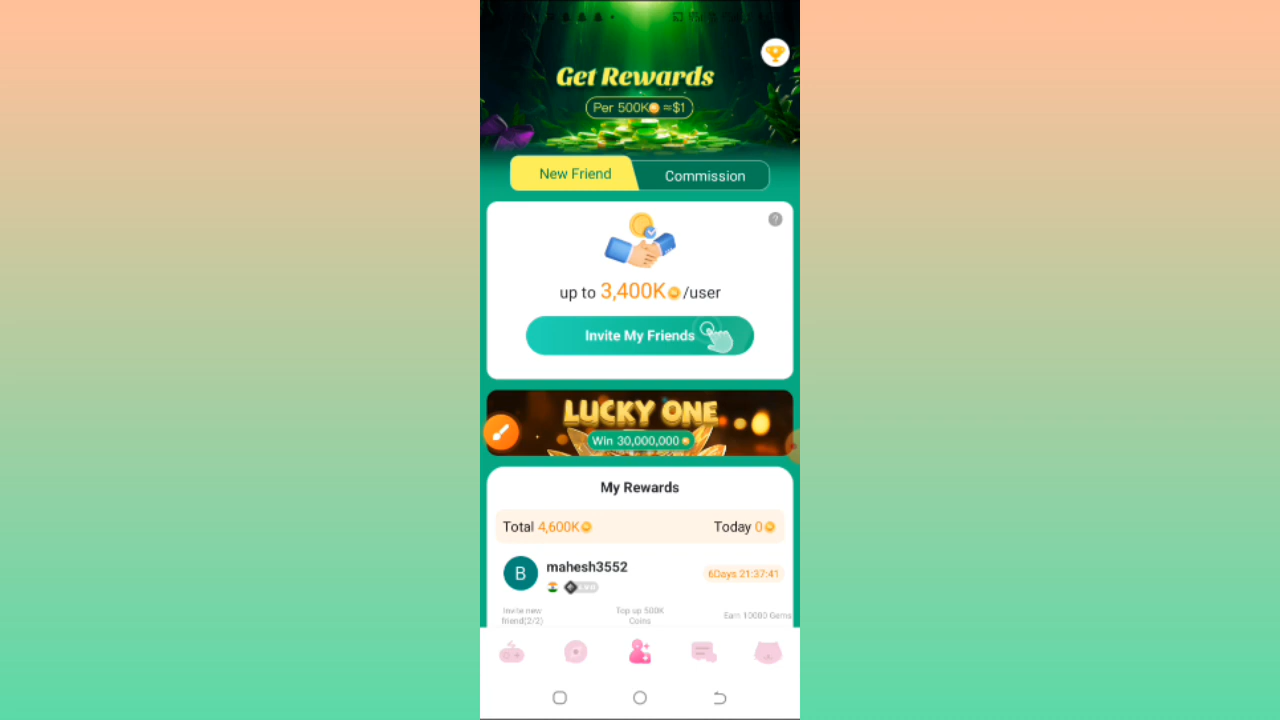 Get Rewards
Per 500K ≈$1
New Friend
Commission
up to 3,400K /user
Invite My Friends
LUCKY ONE
Win 30,000,000
My Rewards
Total 4,600K
Today 0
B
mahesh3552
6Days 21:37:41
Invite new friend(2/2)
Top up 500K Coins
Earn 10000 Gems